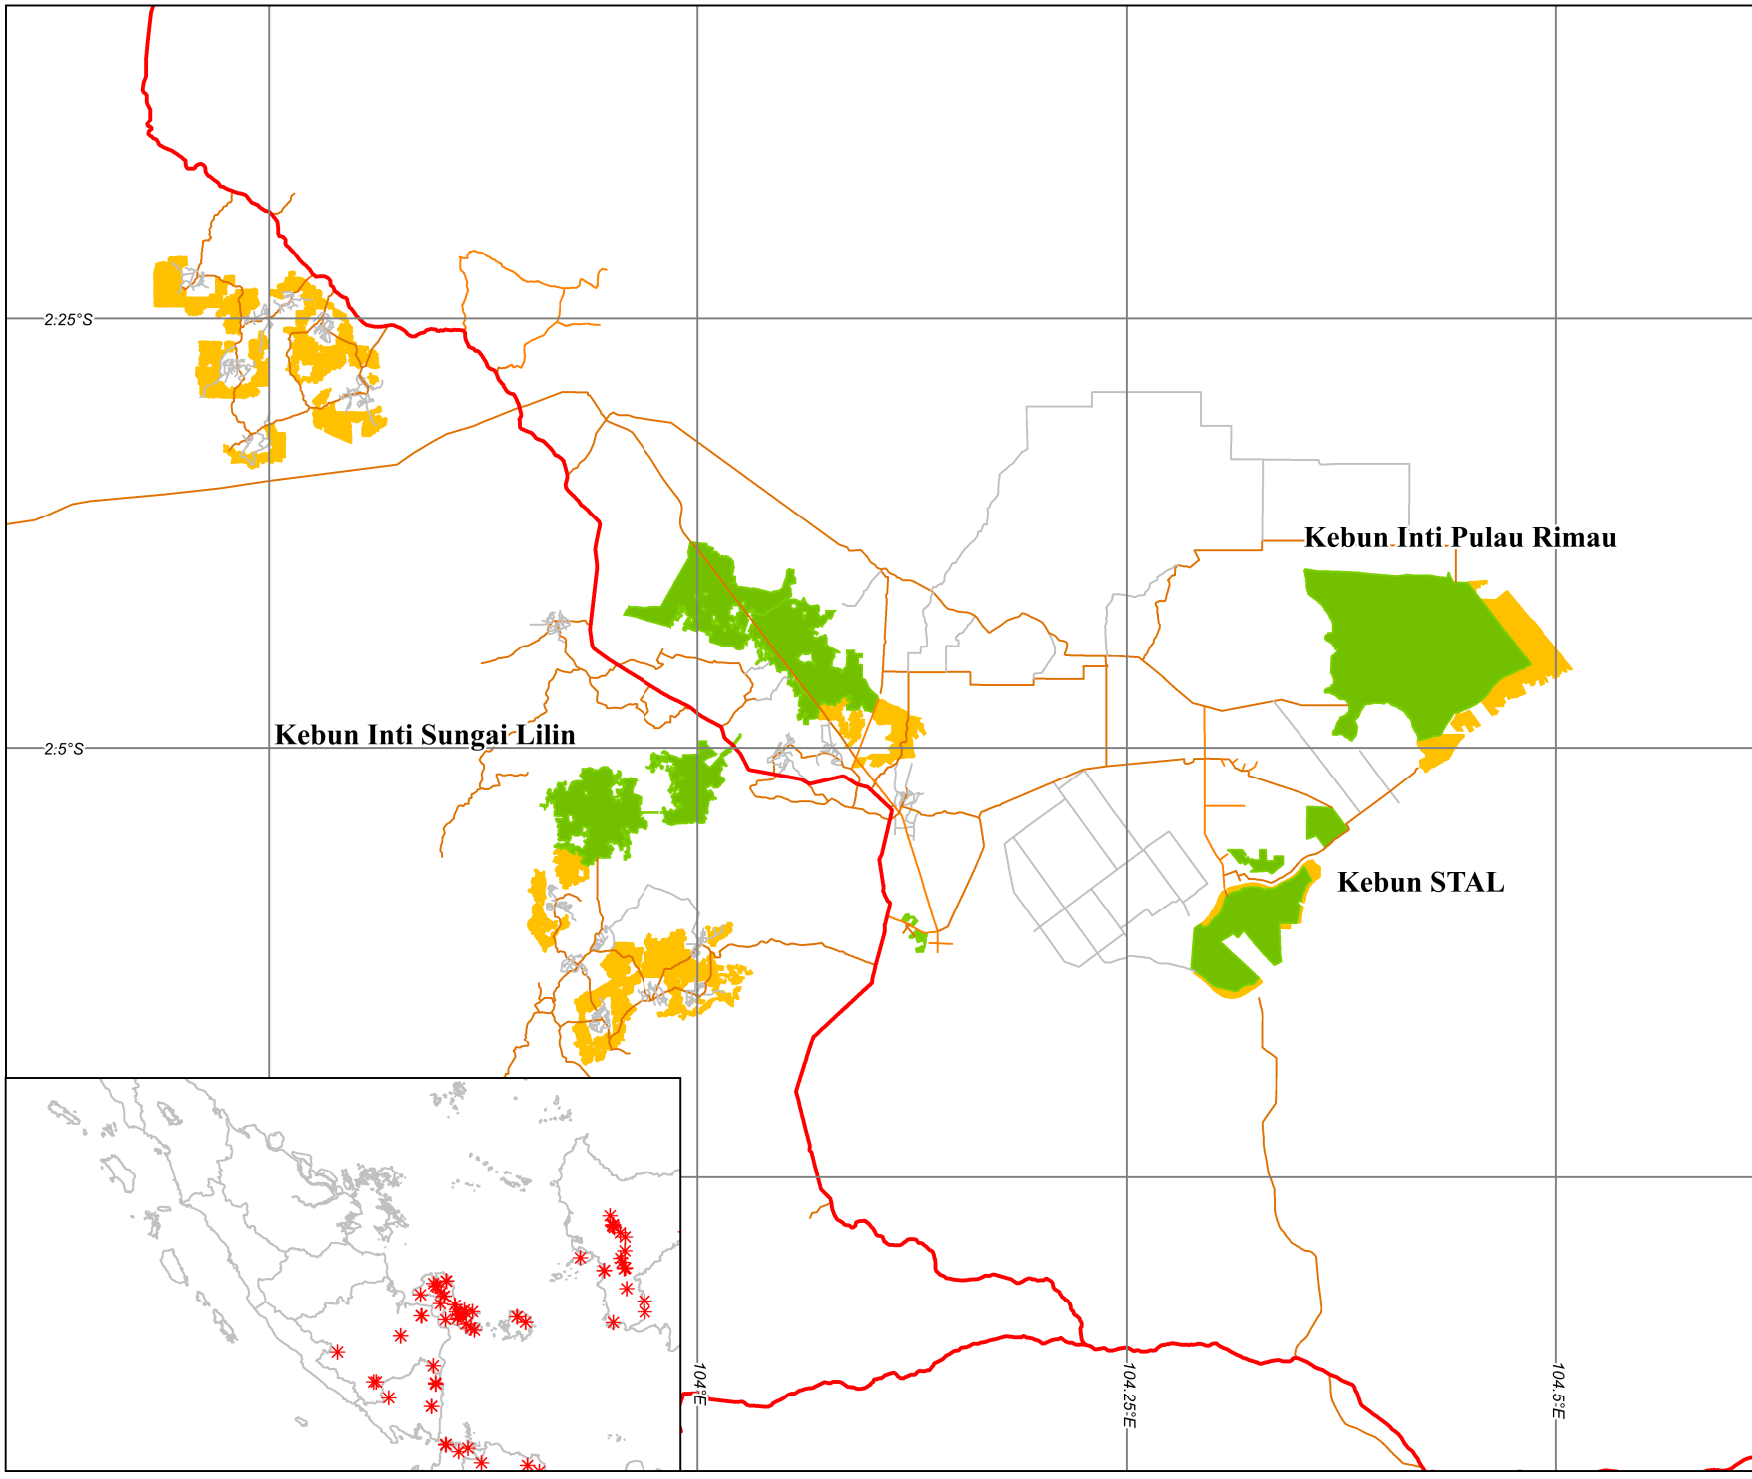 2.25°S
Kebun Inti Pulau Rimau
Kebun Inti Sungai Lilin
2.5°S
Kebun STAL
104°E
104.25°E
104.5°E